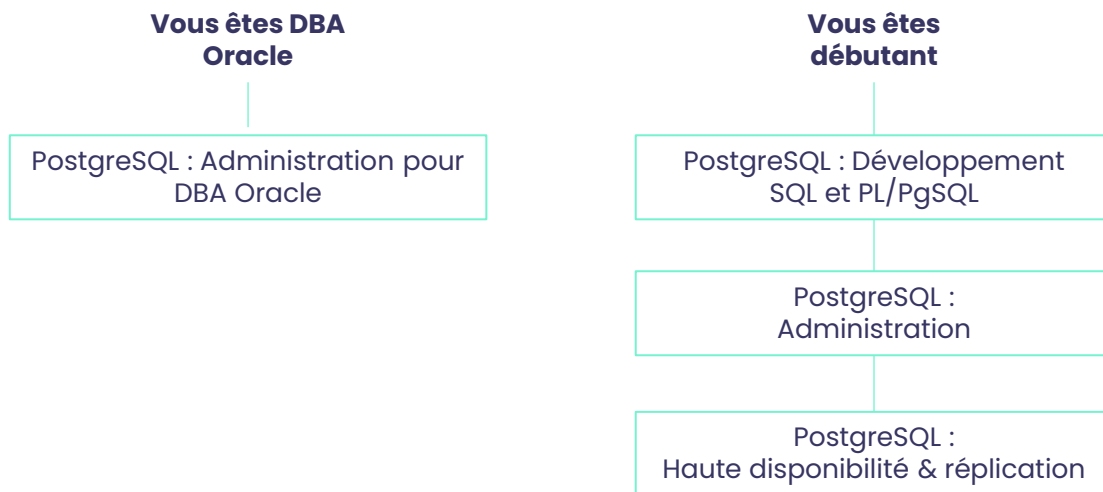 Vous êtes DBA
Oracle
PostgreSQL : Administration pour
DBA Oracle
Vous êtes
débutant
PostgreSQL : Développement
SQL et PL/PgSQL
PostgreSQL :
Administration
PostgreSQL :
Haute disponibilité & réplication